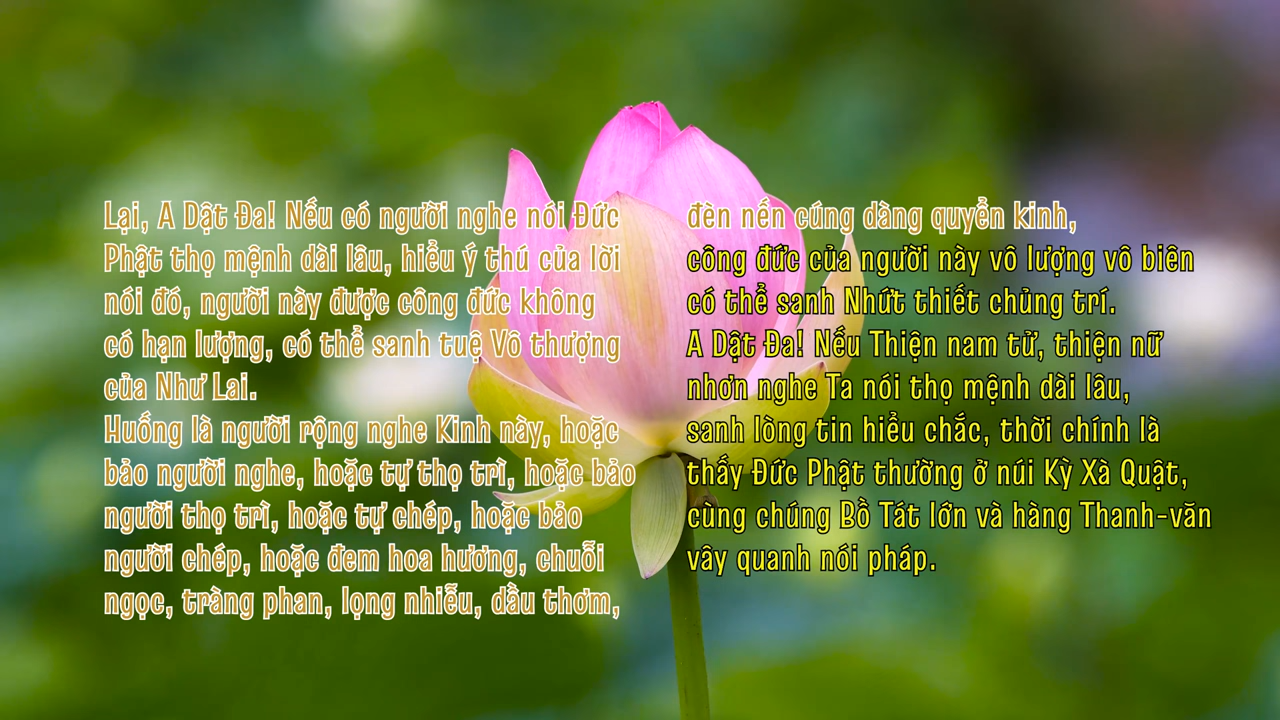 Lại, A Dật Đa! Nếu có người nghe nói Đức
Phật thọ mệnh dài lâu, hiểu ý thú của lời
nói đó, người này được công đức không
có hạn lượng, có thể sanh tuệ Vô thượng
của Như Lai.
Huống là người rộng nghe Kinh này, hoặc
bảo người nghe, hoặc tự thọ trì, hoặc bảo
người thọ trì, hoặc tự chép, hoặc bảo
người chép, hoặc đem hoa hương, chuỗi
ngọc, tràng phan, lọng nhiễu, dầu thơm,
đèn nến cúng dàng quyển kinh,
công đức của người này vô lượng vô biên
có thể sanh Nhứt thiết chủng trí.
A Dật Đa! Nếu Thiện nam tử, thiện nữ
nhơn nghe Ta nói thọ mệnh dài lâu,
sanh lòng tin hiểu chắc, thời chính là
thấy Đức Phật thường ở núi Kỳ Xà Quật,
cùng chúng Bồ Tát lớn và hàng Thanh-văn
vây quanh nói pháp.